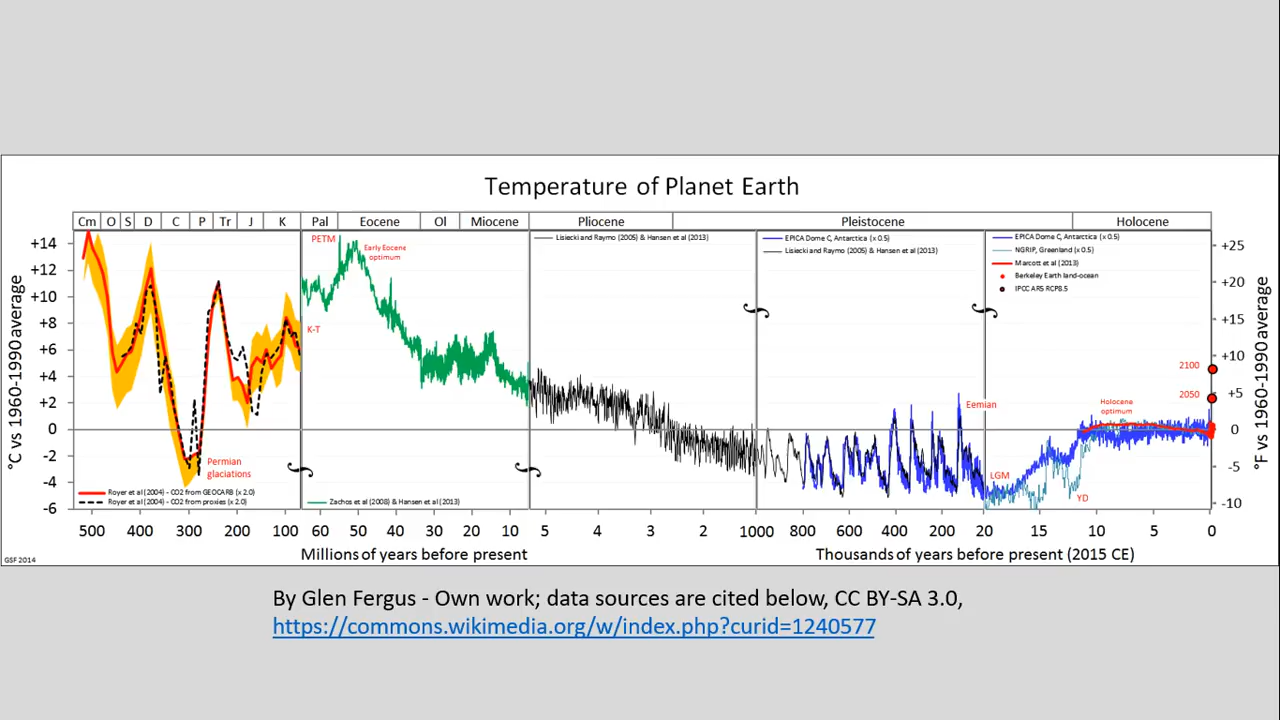 Temperature of Planet Earth
Cm O S D C P Tr J K Pal Eocene Ol Miocene Pliocene Pleistocene Holocene
°C vs 1960-1990 average
+14
+12
+10
+8
+6
+4
+2
0
-2
-4
-6
PETM
Early Eocene
optimum
K-T
Permian
glaciations
Royer et al (2004) - CO2 from GEOCARB (x 2.0)
Royer et al (2004) - CO2 from proxies (x 2.0)
Zachos et al (2008) & Hansen et al (2013)
Lisiecki and Raymo (2005) & Hansen et al (2013)
EPICA Dome C, Antarctica (x 0.5)
Lisiecki and Raymo (2005) & Hansen et al (2013)
EPICA Dome C, Antarctica (x 0.5)
NGRIP, Greenland (x 0.5)
Marcott et al (2013)
Berkeley Earth land-ocean
IPCC AR5 RCP8.5
2100
2050
Eemian
Holocene
optimum
LGM
YD
+25
+20
+15
+10
+5
0
-5
-10
°F vs 1960-1990 average
500 400 300 200 100 60 50 40 30 20 10 5 4 3 2 1000 800 600 400 200 20 15 10 5 0
Millions of years before present
Thousands of years before present (2015 CE)
GSF 2014
By Glen Fergus - Own work; data sources are cited below, CC BY-SA 3.0,
https://commons.wikimedia.org/w/index.php?curid=1240577